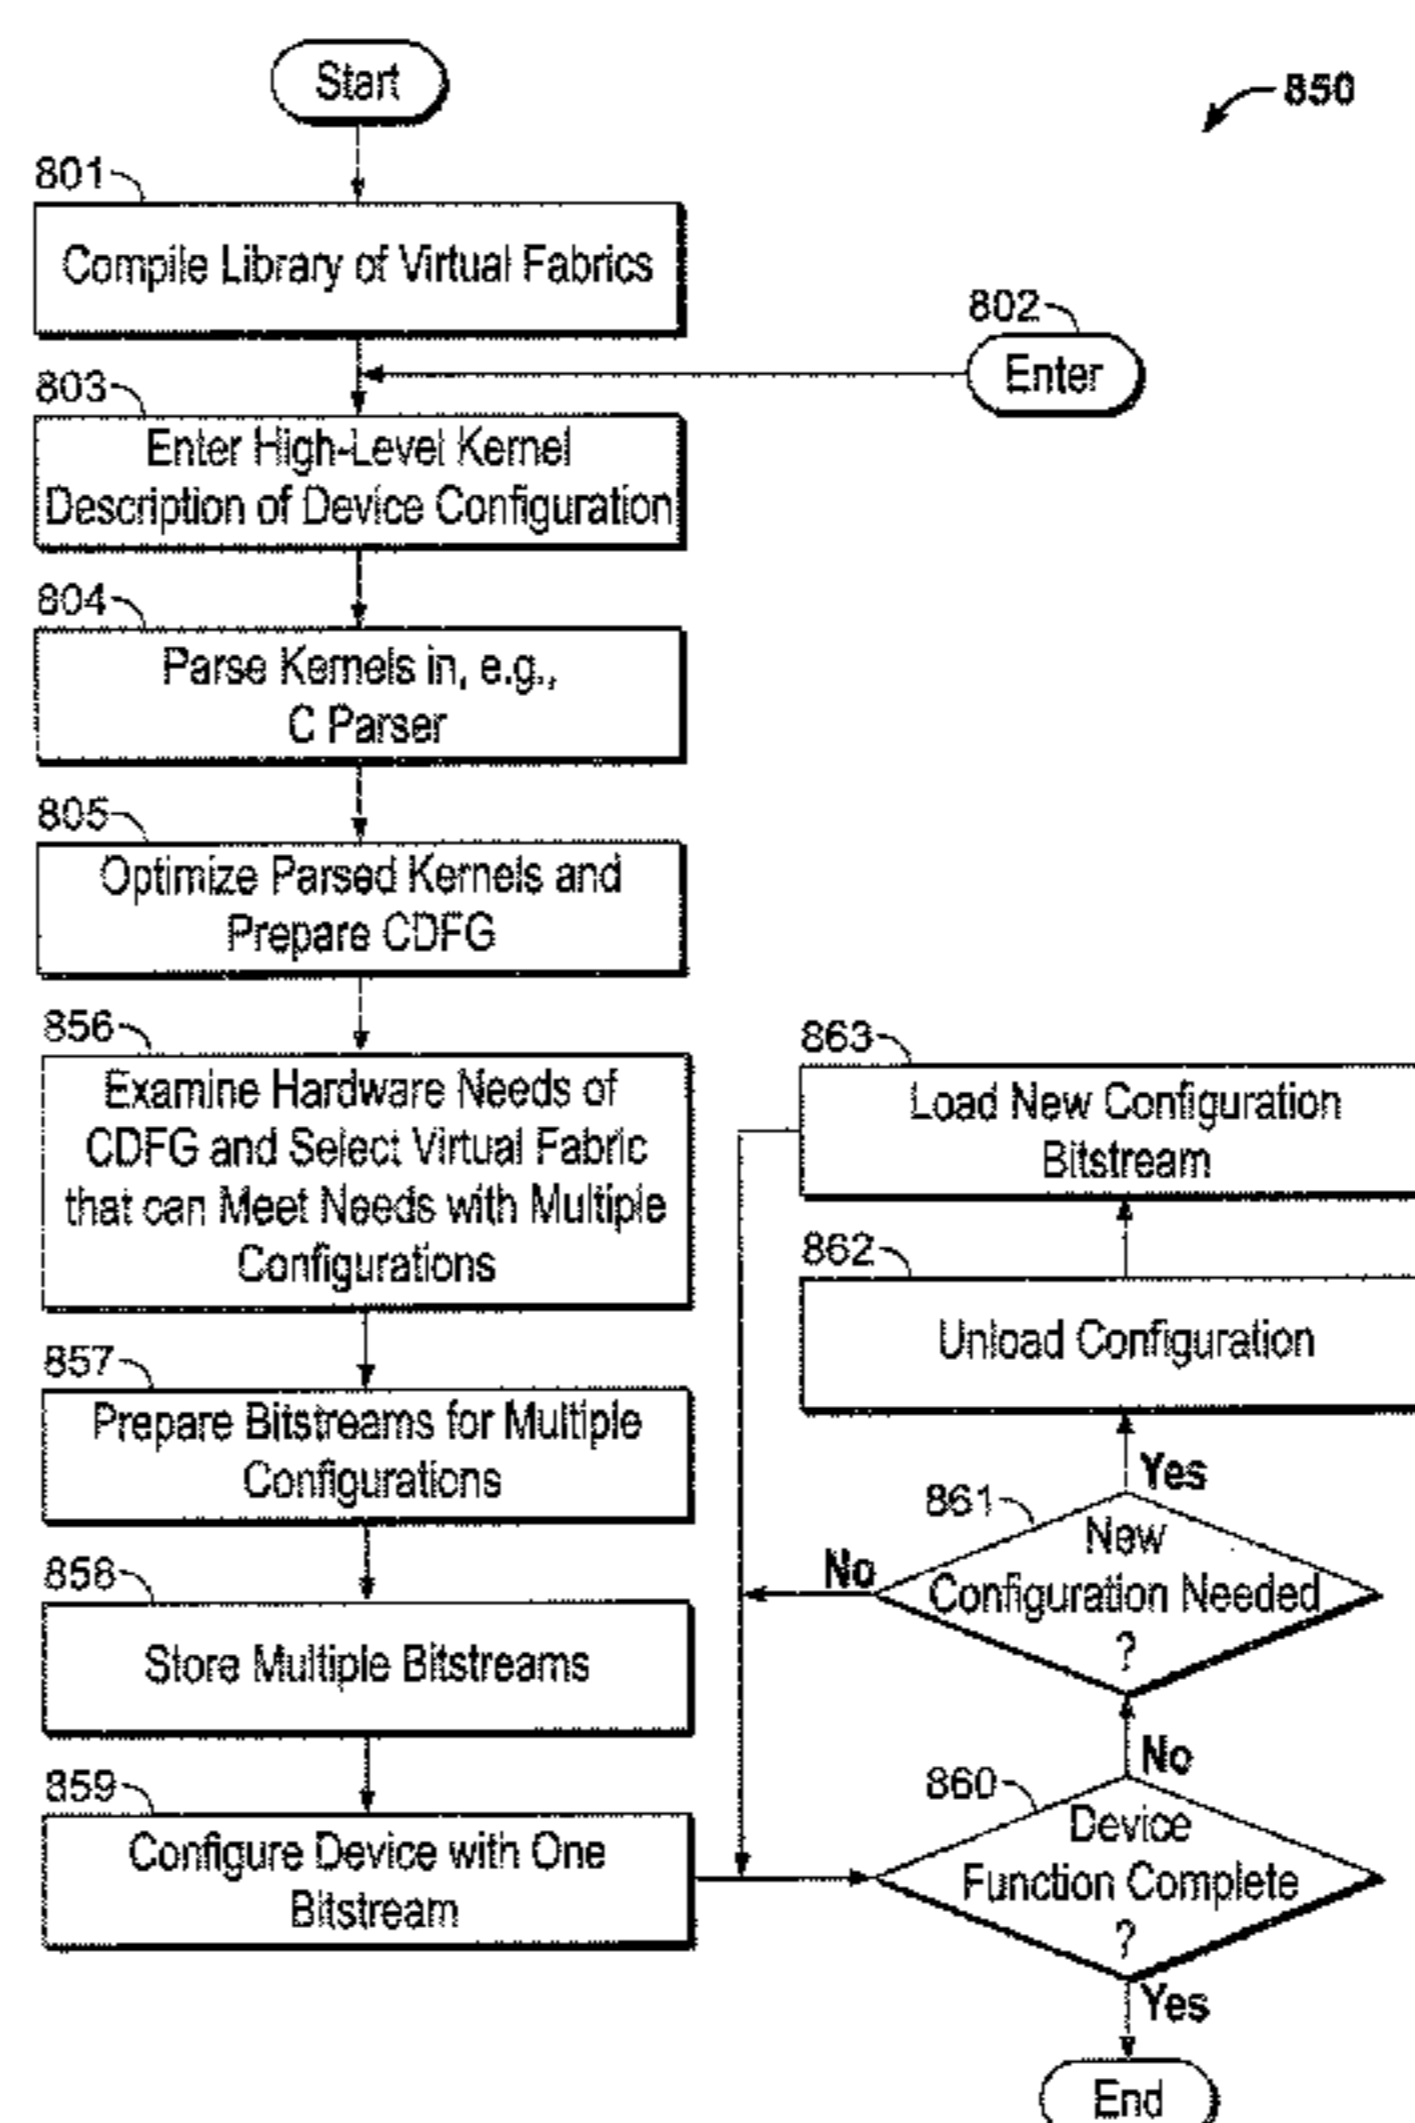 Start
850
801
Compile Library of Virtual Fabrics
802
Enter
803
Enter High-Level Kernel
Description of Device Configuration
804
Parse Kernels in, e.g.,
C Parser
805
Optimize Parsed Kernels and
Prepare CDFG
856
Examine Hardware Needs of
CDFG and Select Virtual Fabric
that can Meet Needs with Multiple
Configurations
857
Prepare Bitstreams for Multiple
Configurations
858
Store Multiple Bitstreams
859
Configure Device with One
Bitstream
863
Load New Configuration
Bitstream
862
Unload Configuration
Yes
861
New
Configuration Needed
?
No
No
860
Device
Function Complete
?
Yes
End